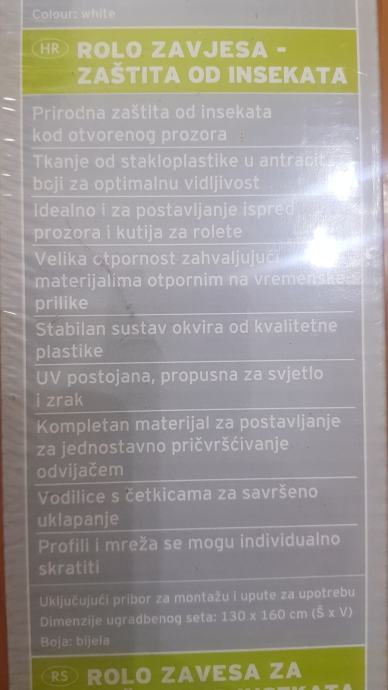 Colour: white
HR ROLO ZAVJESA -
ZAŠTITA OD INSEKATA
Prirodna zaštita od insekata
kod otvorenog prozora
Tkanje od stakloplastike u antracit
boji za optimalnu vidljivost
Idealno i za postavljanje ispred
prozora i kutija za rolete
Velika otpornost zahvaljujući
materijalima otpornim na vremenske
prilike
Stabilan sustav okvira od kvalitetne
plastike
UV postojana, propusna za svjetlo
i zrak
Kompletan materijal za postavljanje
za jednostavno pričvršćivanje
odvijačem
Vodilice s četkicama za savršeno
uklapanje
Profili i mreža se mogu individualno
skratiti
Uključujući pribor za montažu i upute za upotrebu
Dimenzije ugradbenog seta: 130 x 160 cm (Š x V)
Boja: bijela
RS ROLO ZAVESA ZA